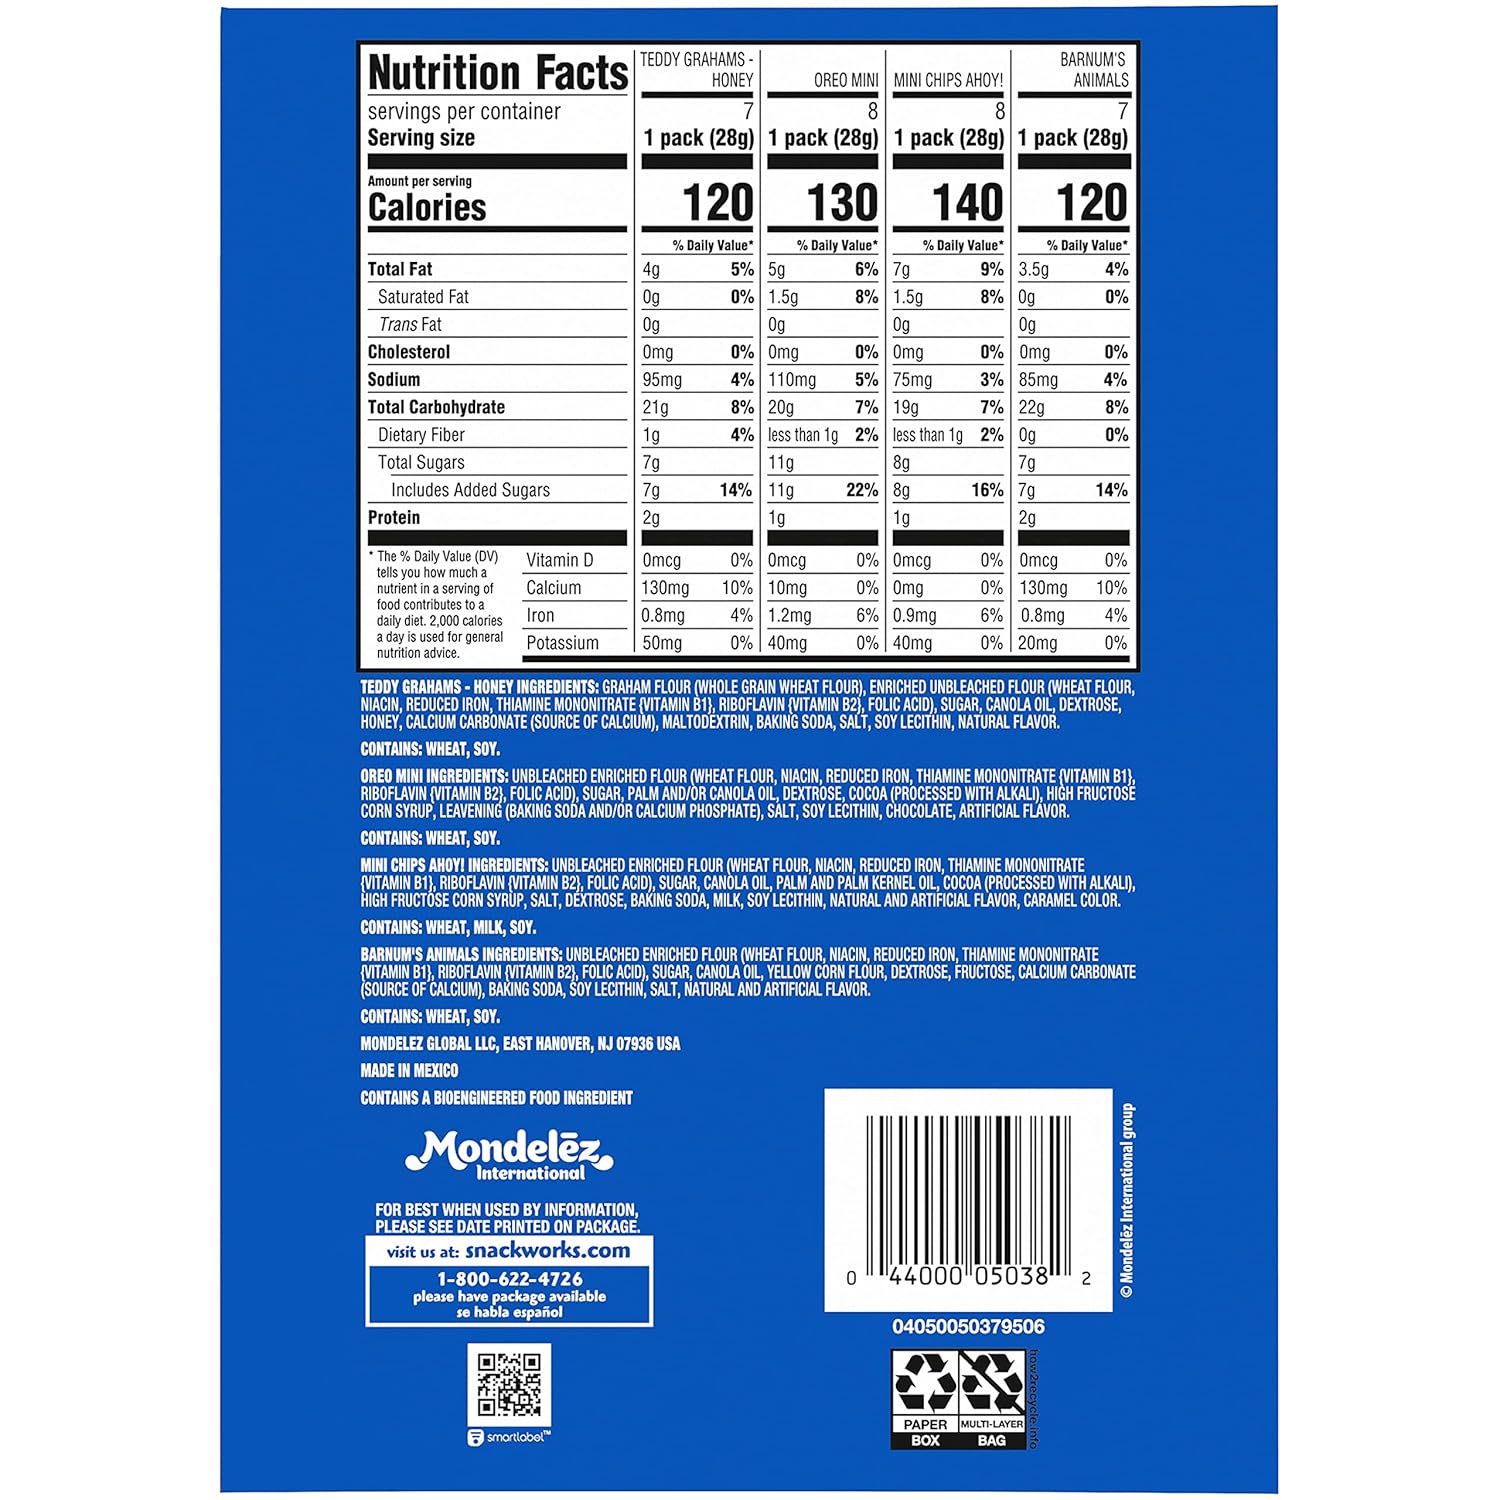 Nutrition Facts TEDDY GRAHAMS - HONEY OREO MINI MINI CHIPS AHOY! BARNUM'S ANIMALS
servings per container 7 8 8 7
Serving size 1 pack (28g) 1 pack (28g) 1 pack (28g) 1 pack (28g)
Amount per serving
Calories 120 130 140 120
% Daily Value* % Daily Value* % Daily Value* % Daily Value*
Total Fat 4g 5% 5g 6% 7g 9% 3.5g 4%
Saturated Fat 0g 0% 1.5g 8% 1.5g 8% 0g 0%
Trans Fat 0g 0g 0g 0g
Cholesterol 0mg 0% 0mg 0% 0mg 0% 0mg 0%
Sodium 95mg 4% 110mg 5% 75mg 3% 85mg 4%
Total Carbohydrate 21g 8% 20g 7% 19g 7% 22g 8%
Dietary Fiber 1g 4% less than 1g 2% less than 1g 2% 0g 0%
Total Sugars 7g 11g 8g 7g
Includes Added Sugars 7g 14% 11g 22% 8g 16% 7g 14%
Protein 2g 1g 1g 2g
* The % Daily Value (DV)
tells you how much a
nutrient in a serving of
food contributes to a
daily diet. 2,000 calories
a day is used for general
nutrition advice.
Vitamin D 0mcg 0% 0mcg 0% 0mcg 0% 0mcg 0%
Calcium 130mg 10% 10mg 0% 0mg 0% 130mg 10%
Iron 0.8mg 4% 1.2mg 6% 0.9mg 6% 0.8mg 4%
Potassium 50mg 0% 40mg 0% 40mg 0% 20mg 0%
TEDDY GRAHAMS - HONEY INGREDIENTS: GRAHAM FLOUR (WHOLE GRAIN WHEAT FLOUR), ENRICHED UNBLEACHED FLOUR (WHEAT FLOUR,
NIACIN, REDUCED IRON, THIAMINE MONONITRATE {VITAMIN B1}, RIBOFLAVIN {VITAMIN B2}, FOLIC ACID), SUGAR, CANOLA OIL, DEXTROSE,
HONEY, CALCIUM CARBONATE (SOURCE OF CALCIUM), MALTODEXTRIN, BAKING SODA, SALT, SOY LECITHIN, NATURAL FLAVOR.
CONTAINS: WHEAT, SOY.
OREO MINI INGREDIENTS: UNBLEACHED ENRICHED FLOUR (WHEAT FLOUR, NIACIN, REDUCED IRON, THIAMINE MONONITRATE {VITAMIN B1},
RIBOFLAVIN {VITAMIN B2}, FOLIC ACID), SUGAR, PALM AND/OR CANOLA OIL, DEXTROSE, COCOA (PROCESSED WITH ALKALI), HIGH FRUCTOSE
CORN SYRUP, LEAVENING (BAKING SODA AND/OR CALCIUM PHOSPHATE), SALT, SOY LECITHIN, CHOCOLATE, ARTIFICIAL FLAVOR.
CONTAINS: WHEAT, SOY.
MINI CHIPS AHOY! INGREDIENTS: UNBLEACHED ENRICHED FLOUR (WHEAT FLOUR, NIACIN, REDUCED IRON, THIAMINE MONONITRATE
{VITAMIN B1}, RIBOFLAVIN {VITAMIN B2}, FOLIC ACID), SUGAR, CANOLA OIL, PALM AND PALM KERNEL OIL, COCOA (PROCESSED WITH ALKALI),
HIGH FRUCTOSE CORN SYRUP, SALT, DEXTROSE, BAKING SODA, MILK, SOY LECITHIN, NATURAL AND ARTIFICIAL FLAVOR, CARAMEL COLOR.
CONTAINS: WHEAT, MILK, SOY.
BARNUM'S ANIMALS INGREDIENTS: UNBLEACHED ENRICHED FLOUR (WHEAT FLOUR, NIACIN, REDUCED IRON, THIAMINE MONONITRATE
{VITAMIN B1}, RIBOFLAVIN {VITAMIN B2}, FOLIC ACID), SUGAR, CANOLA OIL, YELLOW CORN FLOUR, DEXTROSE, FRUCTOSE, CALCIUM CARBONATE
(SOURCE OF CALCIUM), BAKING SODA, SOY LECITHIN, SALT, NATURAL AND ARTIFICIAL FLAVOR.
CONTAINS: WHEAT, SOY.
MONDELEZ GLOBAL LLC, EAST HANOVER, NJ 07936 USA
MADE IN MEXICO
CONTAINS A BIOENGINEERED FOOD INGREDIENT
Mondelēz
International
FOR BEST WHEN USED BY INFORMATION,
PLEASE SEE DATE PRINTED ON PACKAGE.
visit us at: snackworks.com
1-800-622-4726
please have package available
se habla español
smartlabel™
0 44000 05038 2
© Mondelēz International group
04050050379506
PAPER MULTI-LAYER
BOX BAG
how2recycle.info